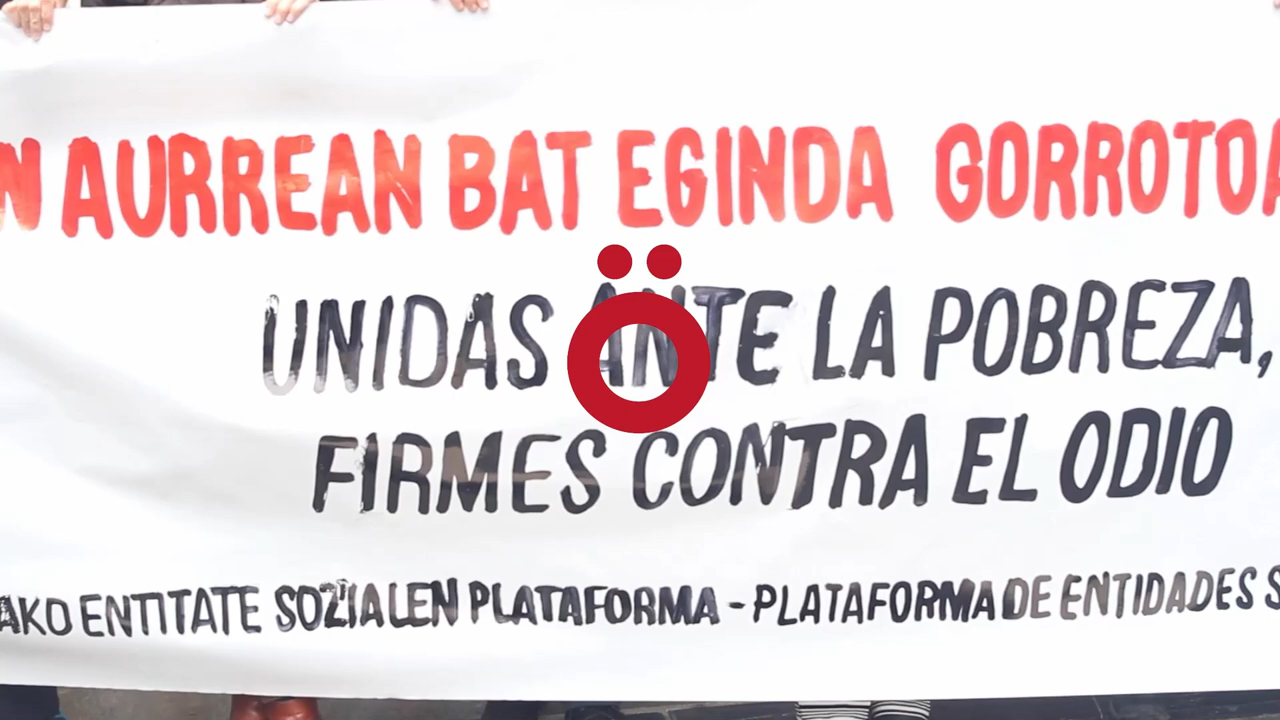 N AURREAN BAT EGINDA GORROTOA
UNIDAS ANTE LA POBREZA,
FIRMES CONTRA EL ODIO
AKO ENTITATE SOZIALEN PLATAFORMA - PLATAFORMA DE ENTIDADES S
Ö